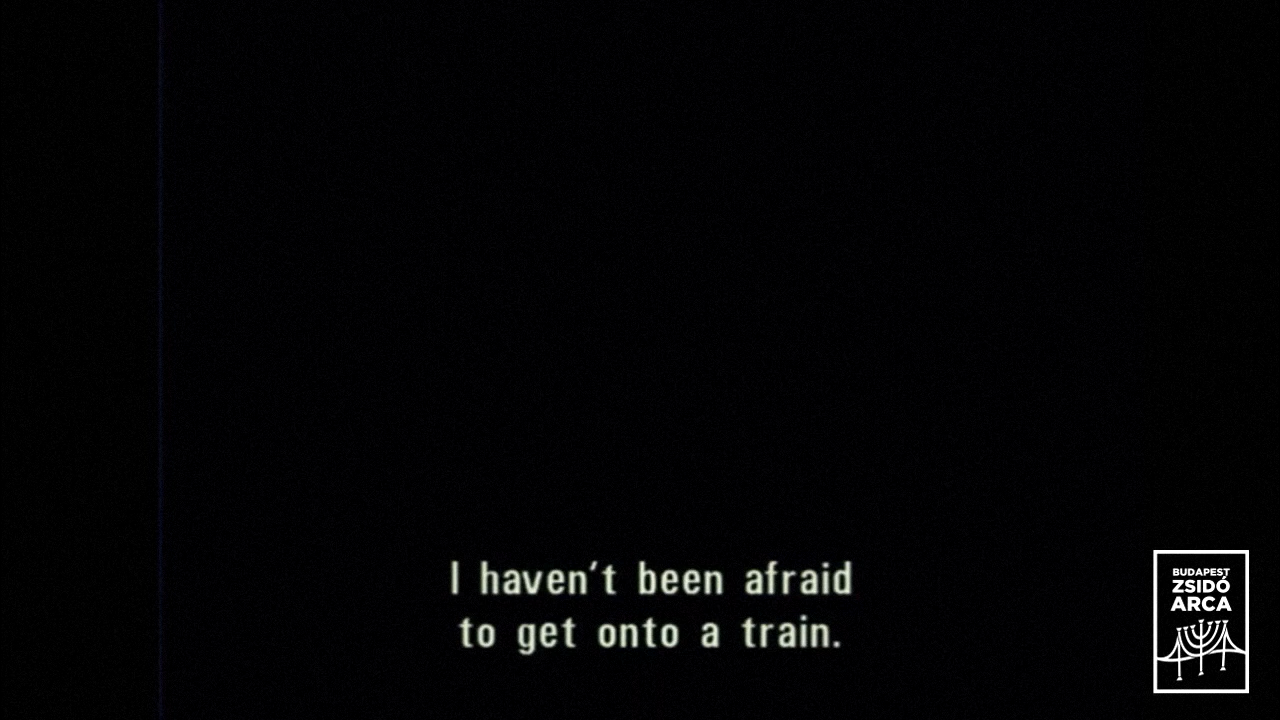 I haven't been afraid
to get onto a train.
BUDAPEST
ZSIDÓ
ARCA